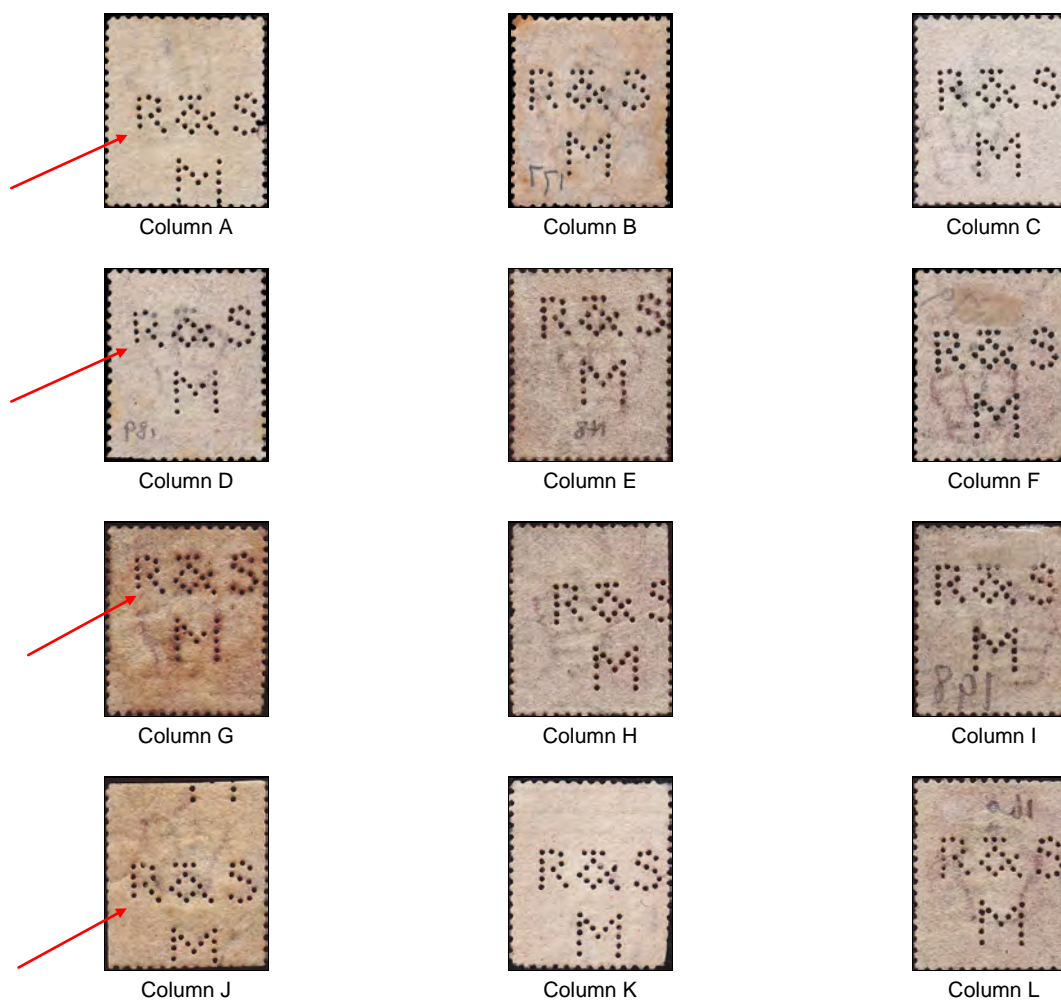 R&S R&S R&S
M M M
Column A Column B Column C
R&S R&S R&S
M M M
Column D Column E Column F
R&S R&S R&S
M M M
Column G Column H Column I
R&S R&S R&S
M M M
Column J Column K Column L